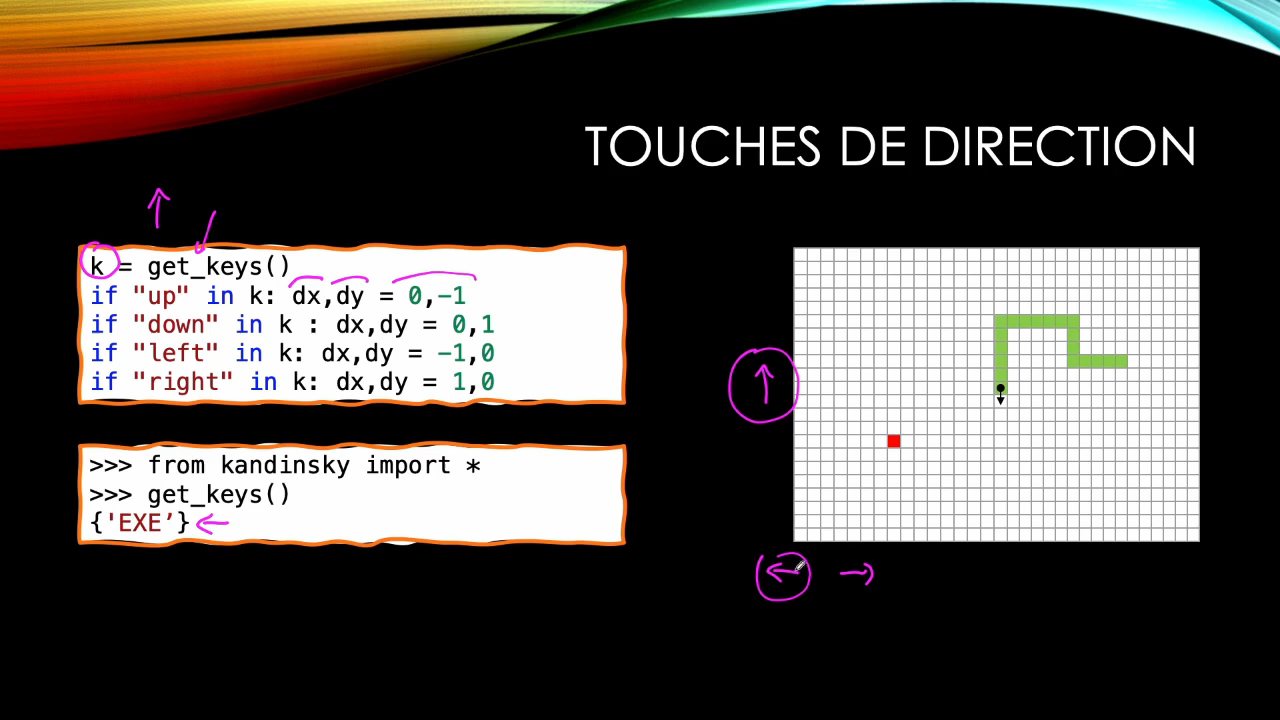 TOUCHES DE DIRECTION
k = get_keys()
if "up" in k: dx,dy = 0,-1
if "down" in k : dx,dy = 0,1
if "left" in k: dx,dy = -1,0
if "right" in k: dx,dy = 1,0
>>> from kandinsky import *
>>> get_keys()
{'EXE’}